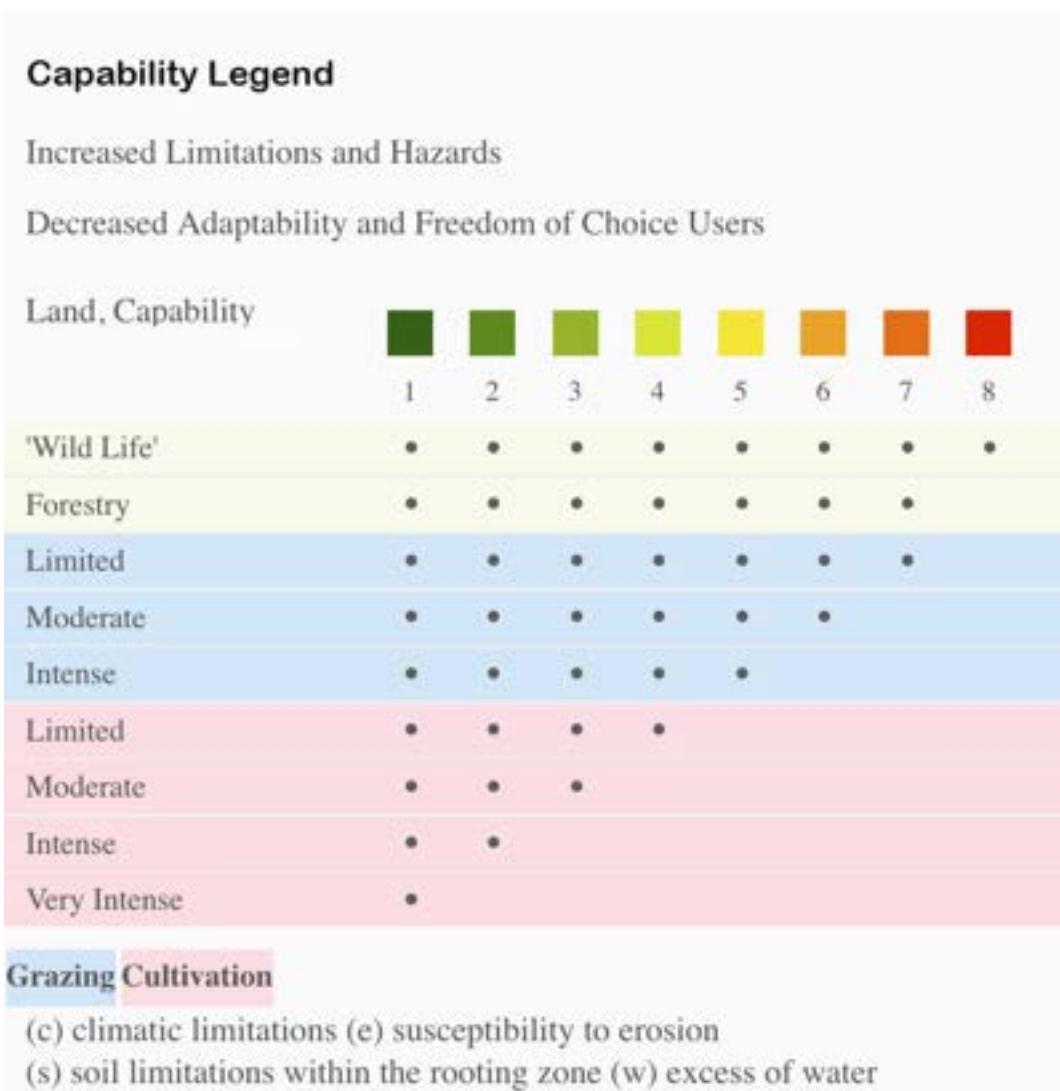 Capability Legend
Increased Limitations and Hazards
Decreased Adaptability and Freedom of Choice Users
Land, Capability
1 2 3 4 5 6 7 8
'Wild Life' • • • • • • • •
Forestry • • • • • • •
Limited • • • • • • •
Moderate • • • • • •
Intense • • • • •
Limited • • • •
Moderate • • •
Intense • •
Very Intense •
Grazing Cultivation
(c) climatic limitations (e) susceptibility to erosion
(s) soil limitations within the rooting zone (w) excess of water